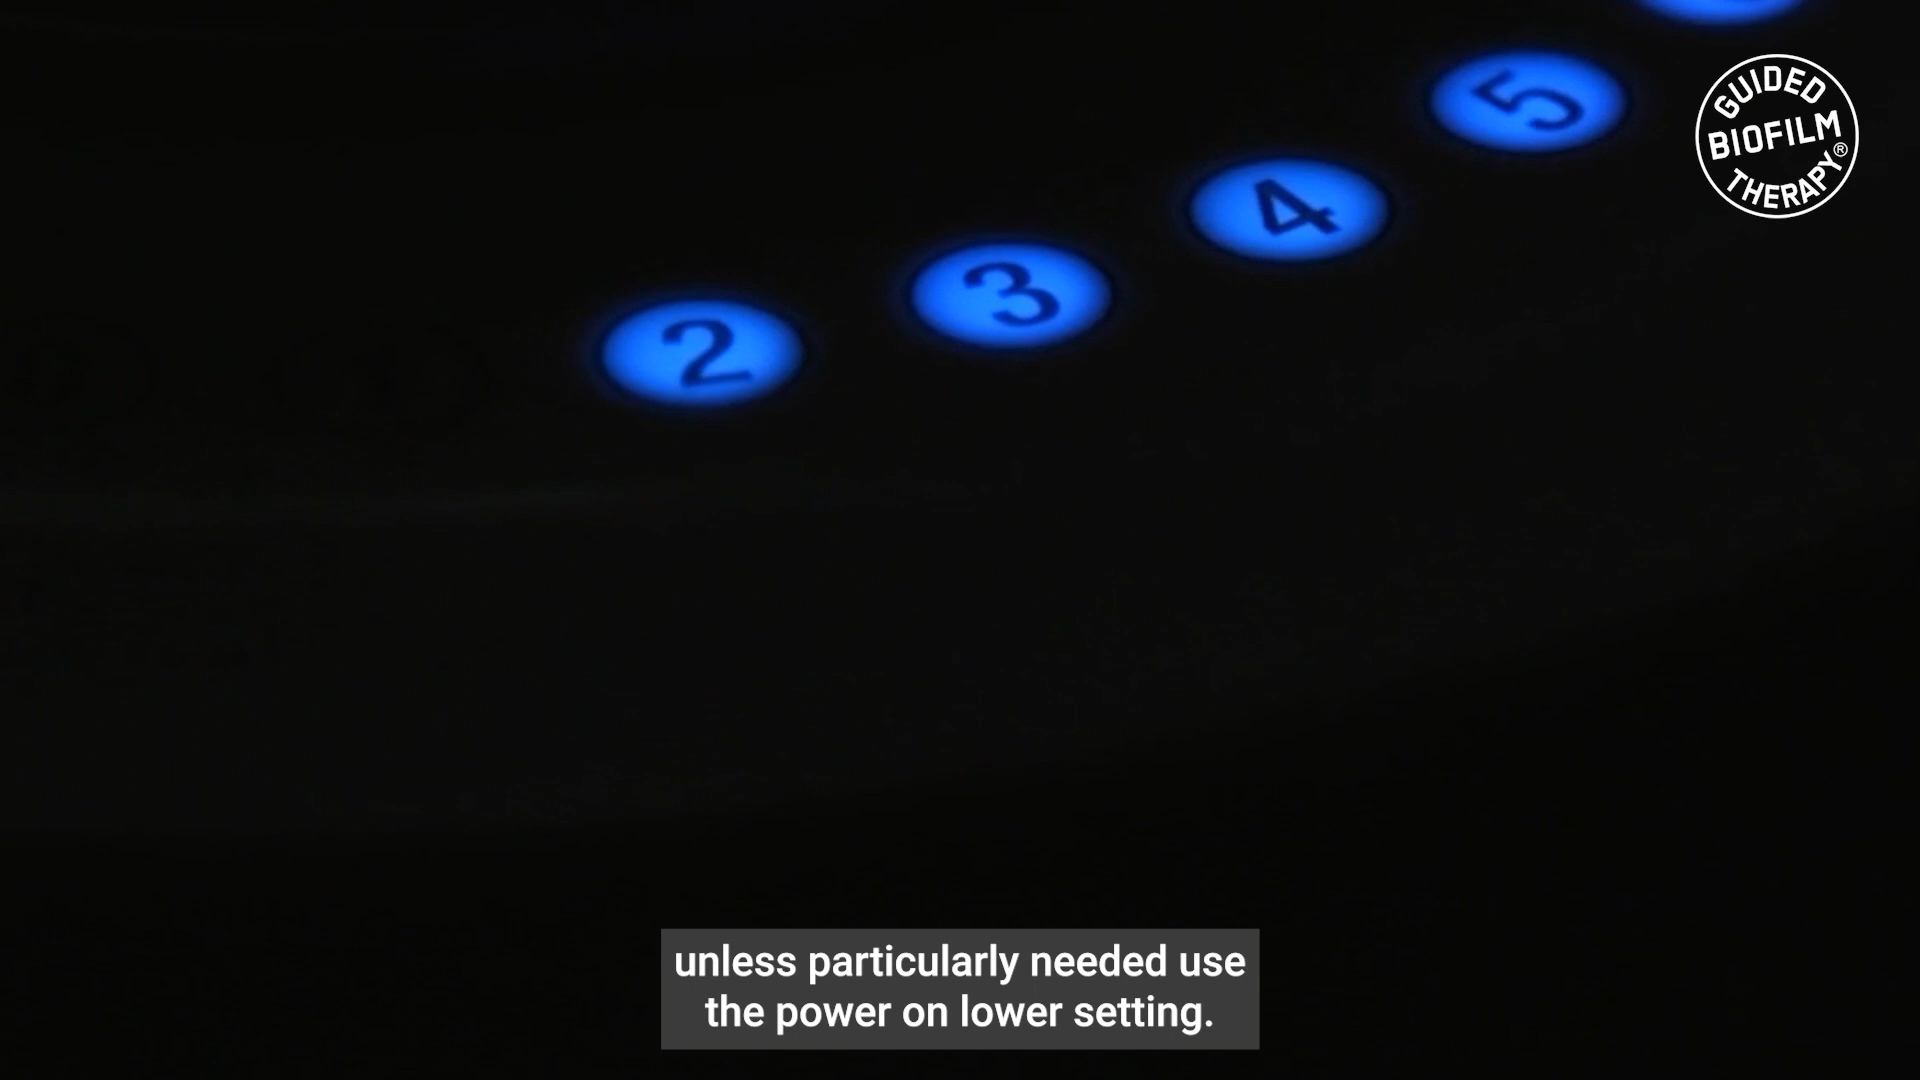 5
GUIDED
BIOFILM
THERAPY®
4
3
2
unless particularly needed use
the power on lower setting.